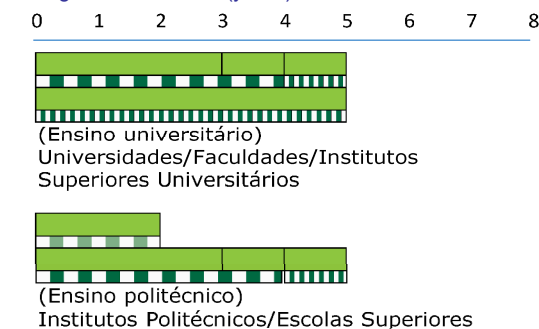 0 1 2 3 4 5 6 7 8
(Ensino universitário)
Universidades/Faculdades/Institutos
Superiores Universitários
(Ensino politécnico)
Institutos Politécnicos/Escolas Superiores